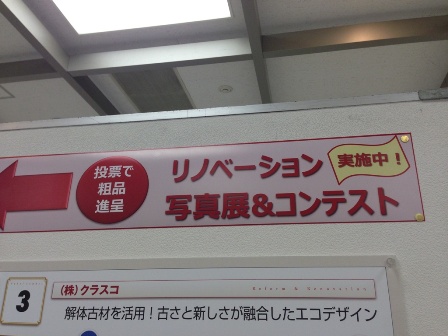 投票で
粗品
進呈
リノベーション
実施中！
写真展&コンテスト
3
(株)クラスコ
Reform & Renovation
解体古材を活用！古さと新しさが融合したエコデザイン